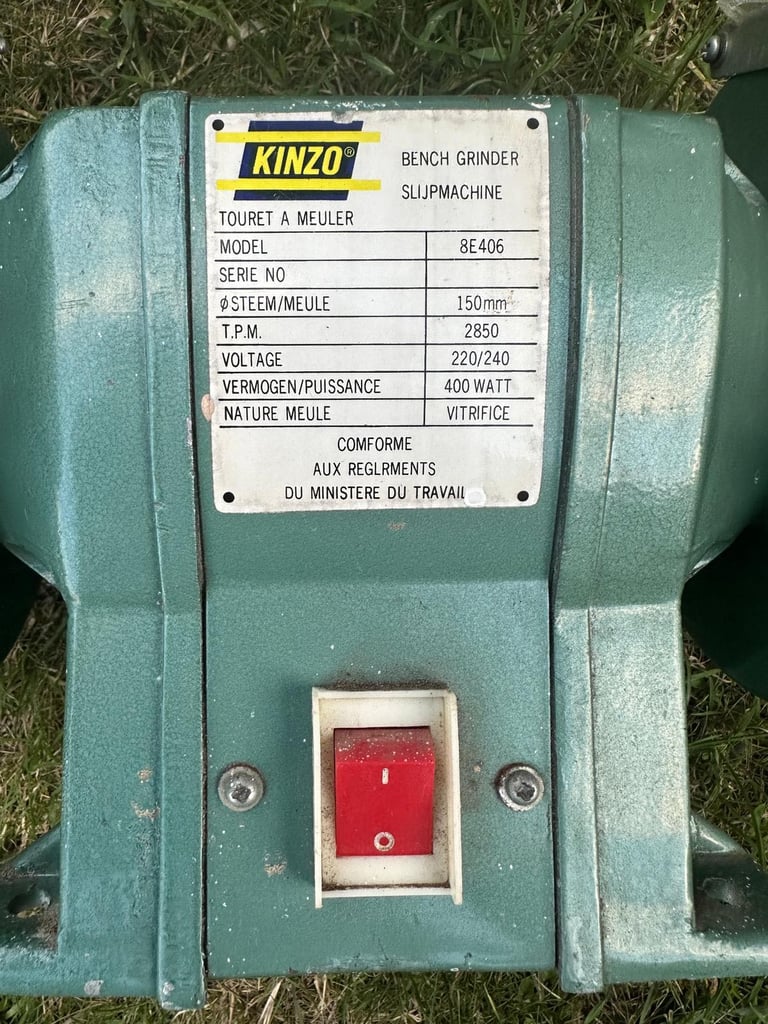 KINZO®
BENCH GRINDER
SLIJPMACHINE
TOURET A MEULER
MODEL 8E406
SERIE NO
ØSTEEM/MEULE 150mm
T.P.M. 2850
VOLTAGE 220/240
VERMOGEN/PUISSANCE 400 WATT
NATURE MEULE VITRIFICE
COMFORME
AUX REGLRMENTS
DU MINISTERE DU TRAVAIL
I
O